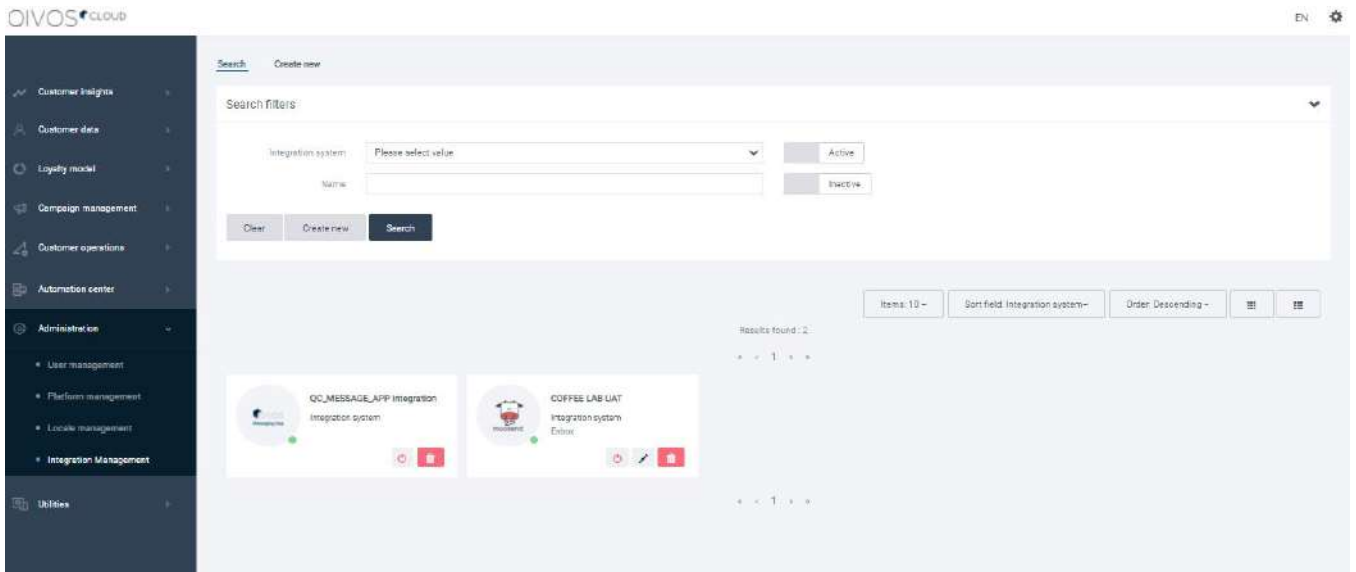 QIVOS CLOUD
EN
Search Create new
Customer insights
Search filters
Customer data
Integration system Please select value Active
Loyalty model
Name Inactive
Campaign management
Clear Create new Search
Customer operations
Automation center
Items: 10 Sort field: Integration system Order: Descending
Administration
Results found : 2
User management
« ‹ 1 › »
Platform management
QC_MESSAGE_APP Integration
Integration system
COFFEE LAB UAT
Integration system
Locale management
Integration Management
Utilities
« ‹ 1 › »